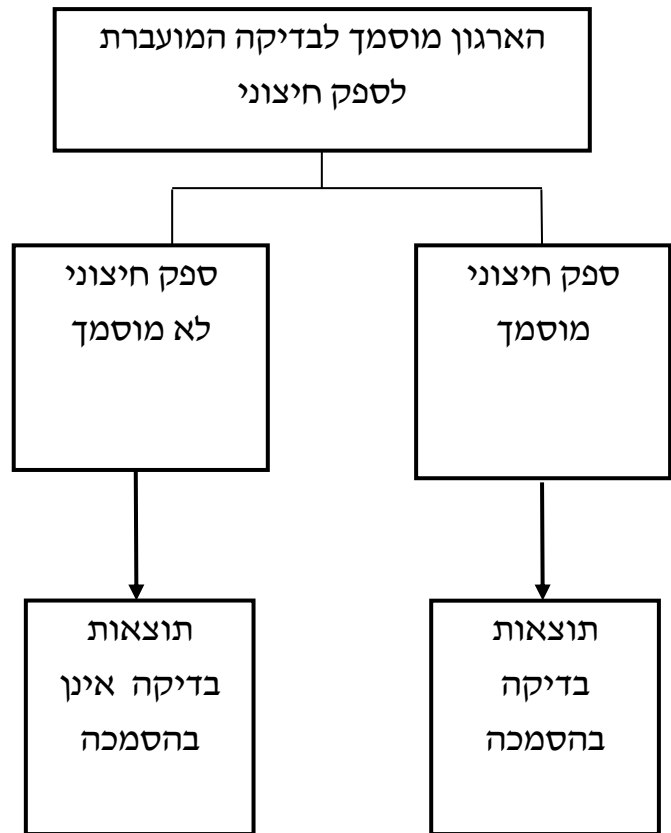 הארגון מוסמך לבדיקה המועברת
לספק חיצוני
ספק חיצוני
מוסמך
ספק חיצוני
לא מוסמך
תוצאות
בדיקה
בהסמכה
תוצאות
בדיקה אינן
בהסמכה